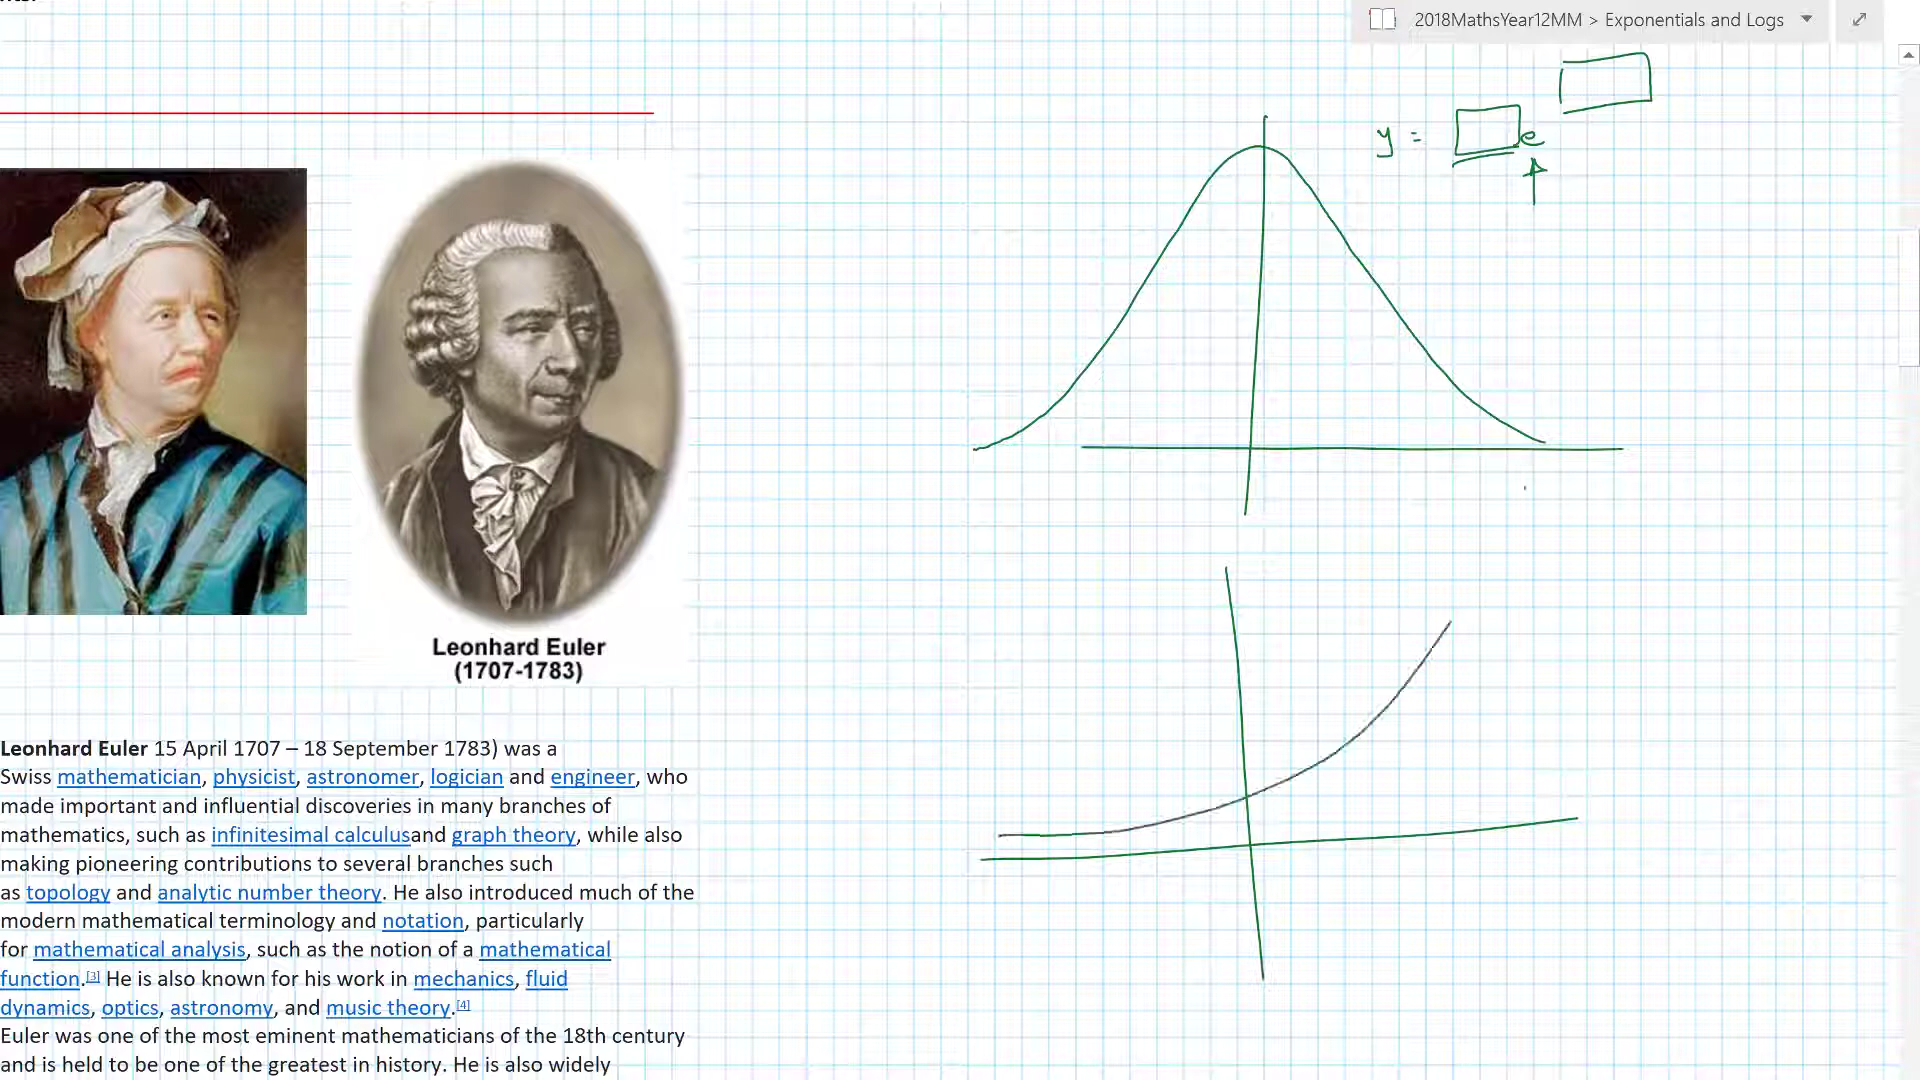 2018MathsYear12MM > Exponentials and Logs
y = e
Leonhard Euler
(1707-1783)
Leonhard Euler 15 April 1707 – 18 September 1783) was a
Swiss mathematician, physicist, astronomer, logician and engineer, who
made important and influential discoveries in many branches of
mathematics, such as infinitesimal calculusand graph theory, while also
making pioneering contributions to several branches such
as topology and analytic number theory. He also introduced much of the
modern mathematical terminology and notation, particularly
for mathematical analysis, such as the notion of a mathematical
function.[3] He is also known for his work in mechanics, fluid
dynamics, optics, astronomy, and music theory.[4]
Euler was one of the most eminent mathematicians of the 18th century
and is held to be one of the greatest in history. He is also widely